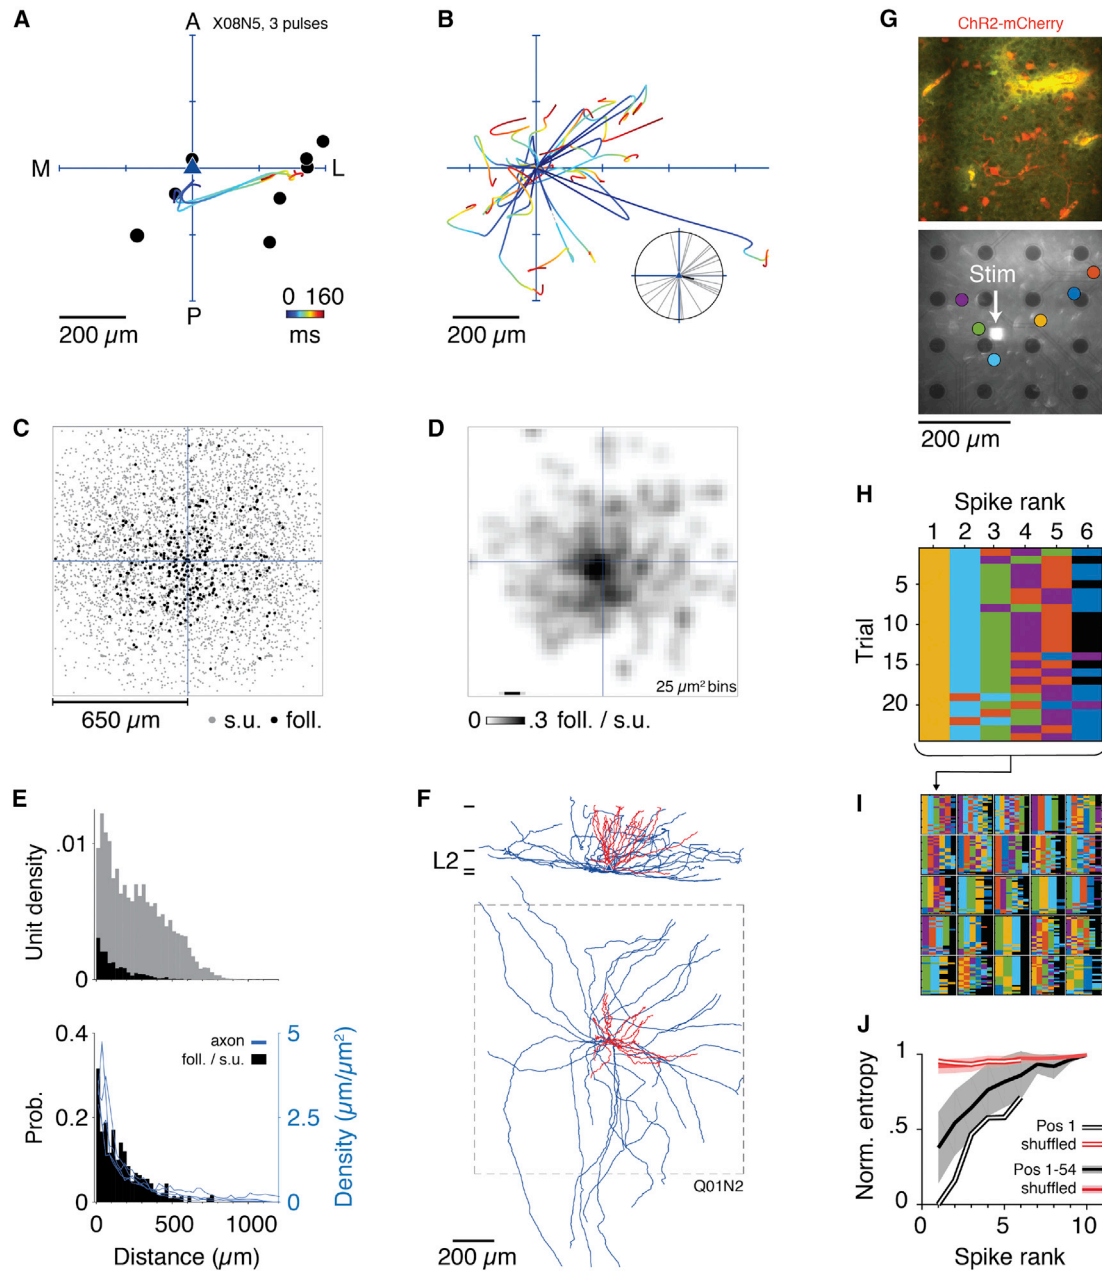 A
A
X08N5, 3 pulses
M
L
P
0 160
ms
200 µm
B
200 µm
C
650 µm
s.u. foll.
D
25 µm² bins
0 .3 foll. / s.u.
E
.01
0
Unit density
0.4
0.2
0
Prob.
axon
foll. / s.u.
5
2.5
0
Density (µm/µm²)
0 500 1000
Distance (µm)
F
L2
Q01N2
200 µm
G
ChR2-mCherry
Stim
200 µm
H
Spike rank
1 2 3 4 5 6
5
10
15
20
Trial
I
J
1
.5
0
Norm. entropy
Pos 1
shuffled
Pos 1-54
shuffled
0 10
Spike rank